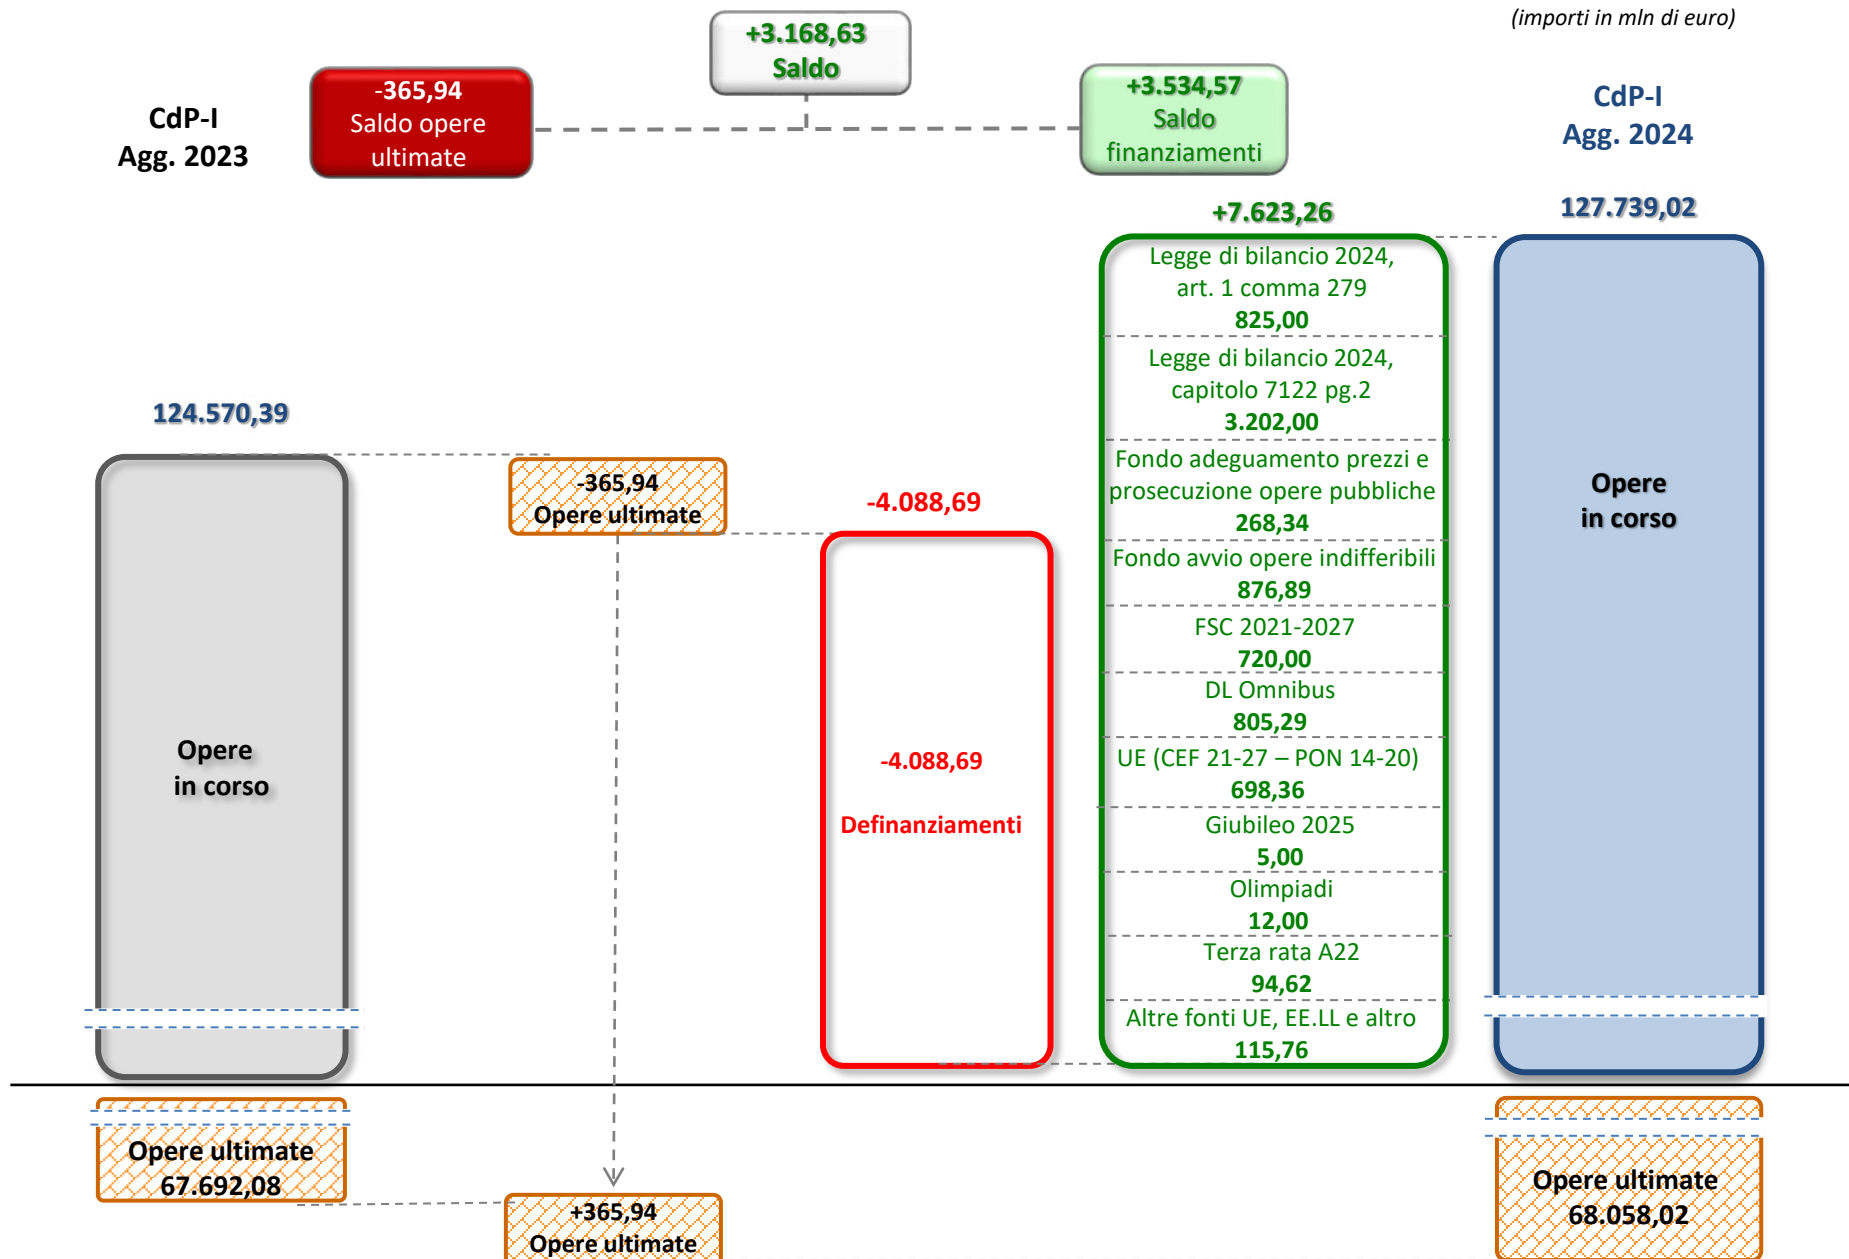 (importi in mln di euro)
+3.168,63
Saldo
-365,94
Saldo opere
ultimate
+3.534,57
Saldo
finanziamenti
CdP-I
Agg. 2023
CdP-I
Agg. 2024
+7.623,26
127.739,02
Legge di bilancio 2024,
art. 1 comma 279
825,00
Legge di bilancio 2024,
capitolo 7122 pg.2
3.202,00
Fondo adeguamento prezzi e
prosecuzione opere pubbliche
268,34
Fondo avvio opere indifferibili
876,89
FSC 2021-2027
720,00
DL Omnibus
805,29
UE (CEF 21-27 – PON 14-20)
698,36
Giubileo 2025
5,00
Olimpiadi
12,00
Terza rata A22
94,62
Altre fonti UE, EE.LL e altro
115,76
124.570,39
-365,94
Opere ultimate
-4.088,69
Opere
in corso
Opere
in corso
-4.088,69
Definanziamenti
Opere ultimate
67.692,08
+365,94
Opere ultimate
Opere ultimate
68.058,02